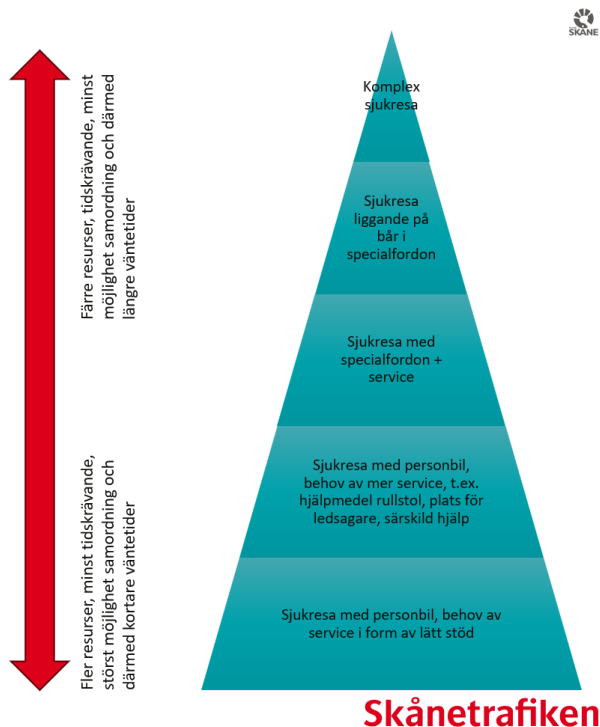 SKÅNE
Färre resurser, tidskrävande, minst
möjlighet samordning och därmed
längre väntetider
Komplex
sjukresa
Sjukresa
liggande på
bår i
specialfordon
Sjukresa med
specialfordon +
service
Fler resurser, minst tidskrävande,
störst möjlighet samordning och
därmed kortare väntetider
Sjukresa med personbil,
behov av mer service, t.ex.
hjälpmedel rullstol, plats för
ledsagare, särskild hjälp
Sjukresa med personbil, behov av
service i form av lätt stöd
Skånetrafiken